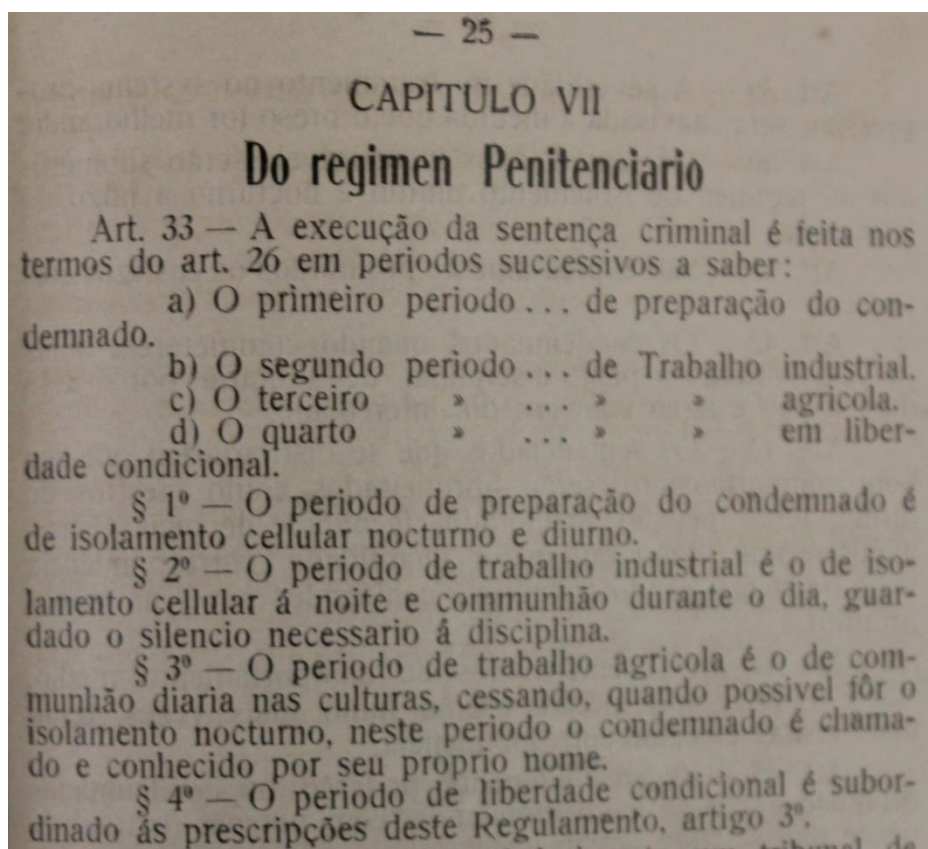 — 25 —
CAPITULO VII
Do regimen Penitenciario
Art. 33 — A execução da sentença criminal é feita nos
termos do art. 26 em periodos successivos a saber:
a) O primeiro periodo... de preparação do con-
demnado.
b) O segundo periodo... de Trabalho industrial.
c) O terceiro » ... » » agricola.
d) O quarto » ... » » em liber-
dade condicional.
§ 1º — O periodo de preparação do condemnado é
de isolamento cellular nocturno e diurno.
§ 2º — O periodo de trabalho industrial é o de iso-
lamento cellular á noite e communhão durante o dia, guar-
dado o silencio necessario á disciplina.
§ 3º — O periodo de trabalho agricola é o de com-
munhão diaria nas culturas, cessando, quando possivel fôr o
isolamento nocturno, neste periodo o condemnado é chama-
do e conhecido por seu proprio nome.
§ 4º — O periodo de liberdade condicional é subor-
dinado ás prescripções deste Regulamento, artigo 3º.
tribunal de